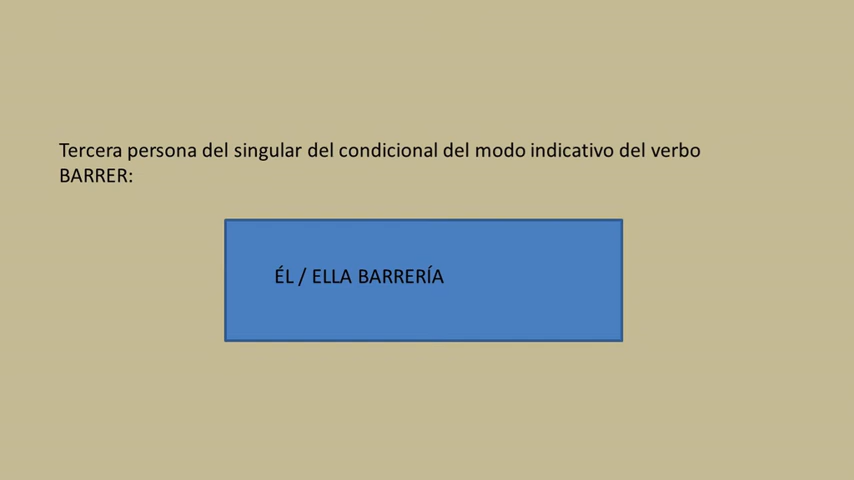 Tercera persona del singular del condicional del modo indicativo del verbo
BARRER:
ÉL / ELLA BARRERÍA